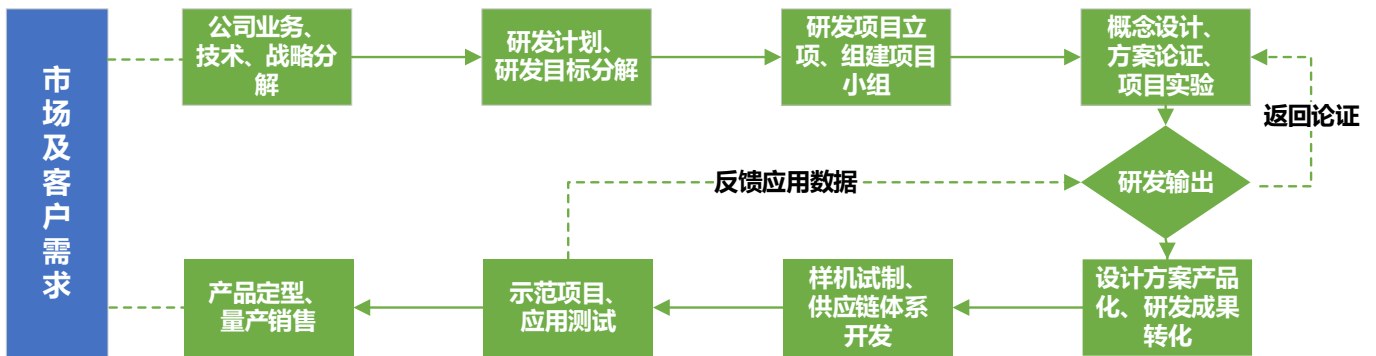 市场及客户需求
公司业务、
技术、战略分
解
研发计划、
研发目标分解
研发项目立
项、组建项目
小组
概念设计、
方案论证、
项目实验
返回论证
研发输出
反馈应用数据
设计方案产品
化、研发成果
转化
样机试制、
供应链体系
开发
示范项目、
应用测试
产品定型、
量产销售